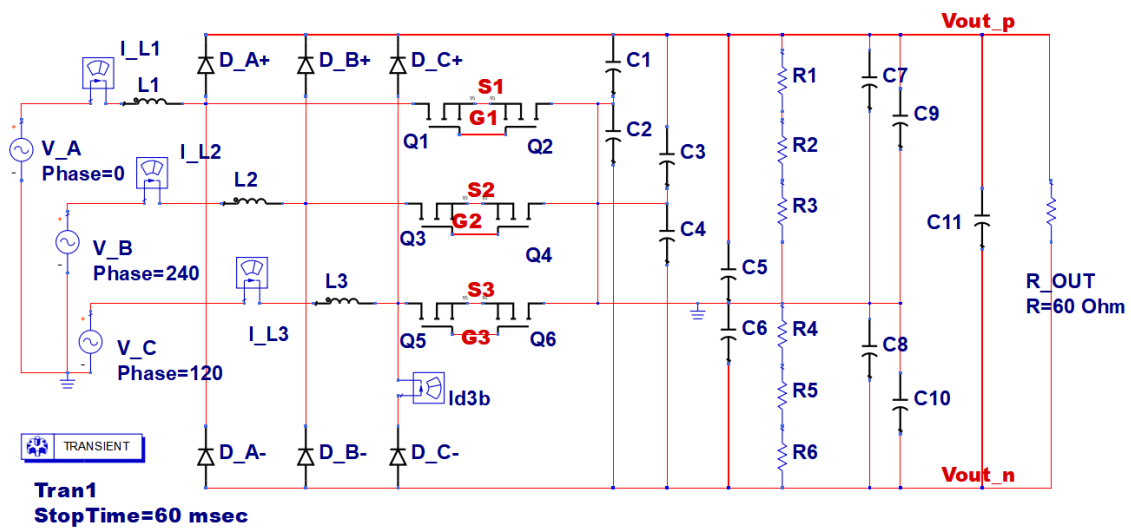 Vout_p
I_L1
D_A+
D_B+
D_C+
C1
L1
S1
G1
Q1
Q2
C2
R1
C7
C9
V_A
Phase=0
I_L2
L2
S2
G2
Q3
Q4
C3
C4
R2
R3
C11
V_B
Phase=240
L3
S3
G3
Q5
Q6
C5
C6
R4
C8
R_OUT
R=60 Ohm
I_L3
V_C
Phase=120
Id3b
R5
C10
TRANSIENT
D_A-
D_B-
D_C-
R6
Vout_n
Tran1
StopTime=60 msec